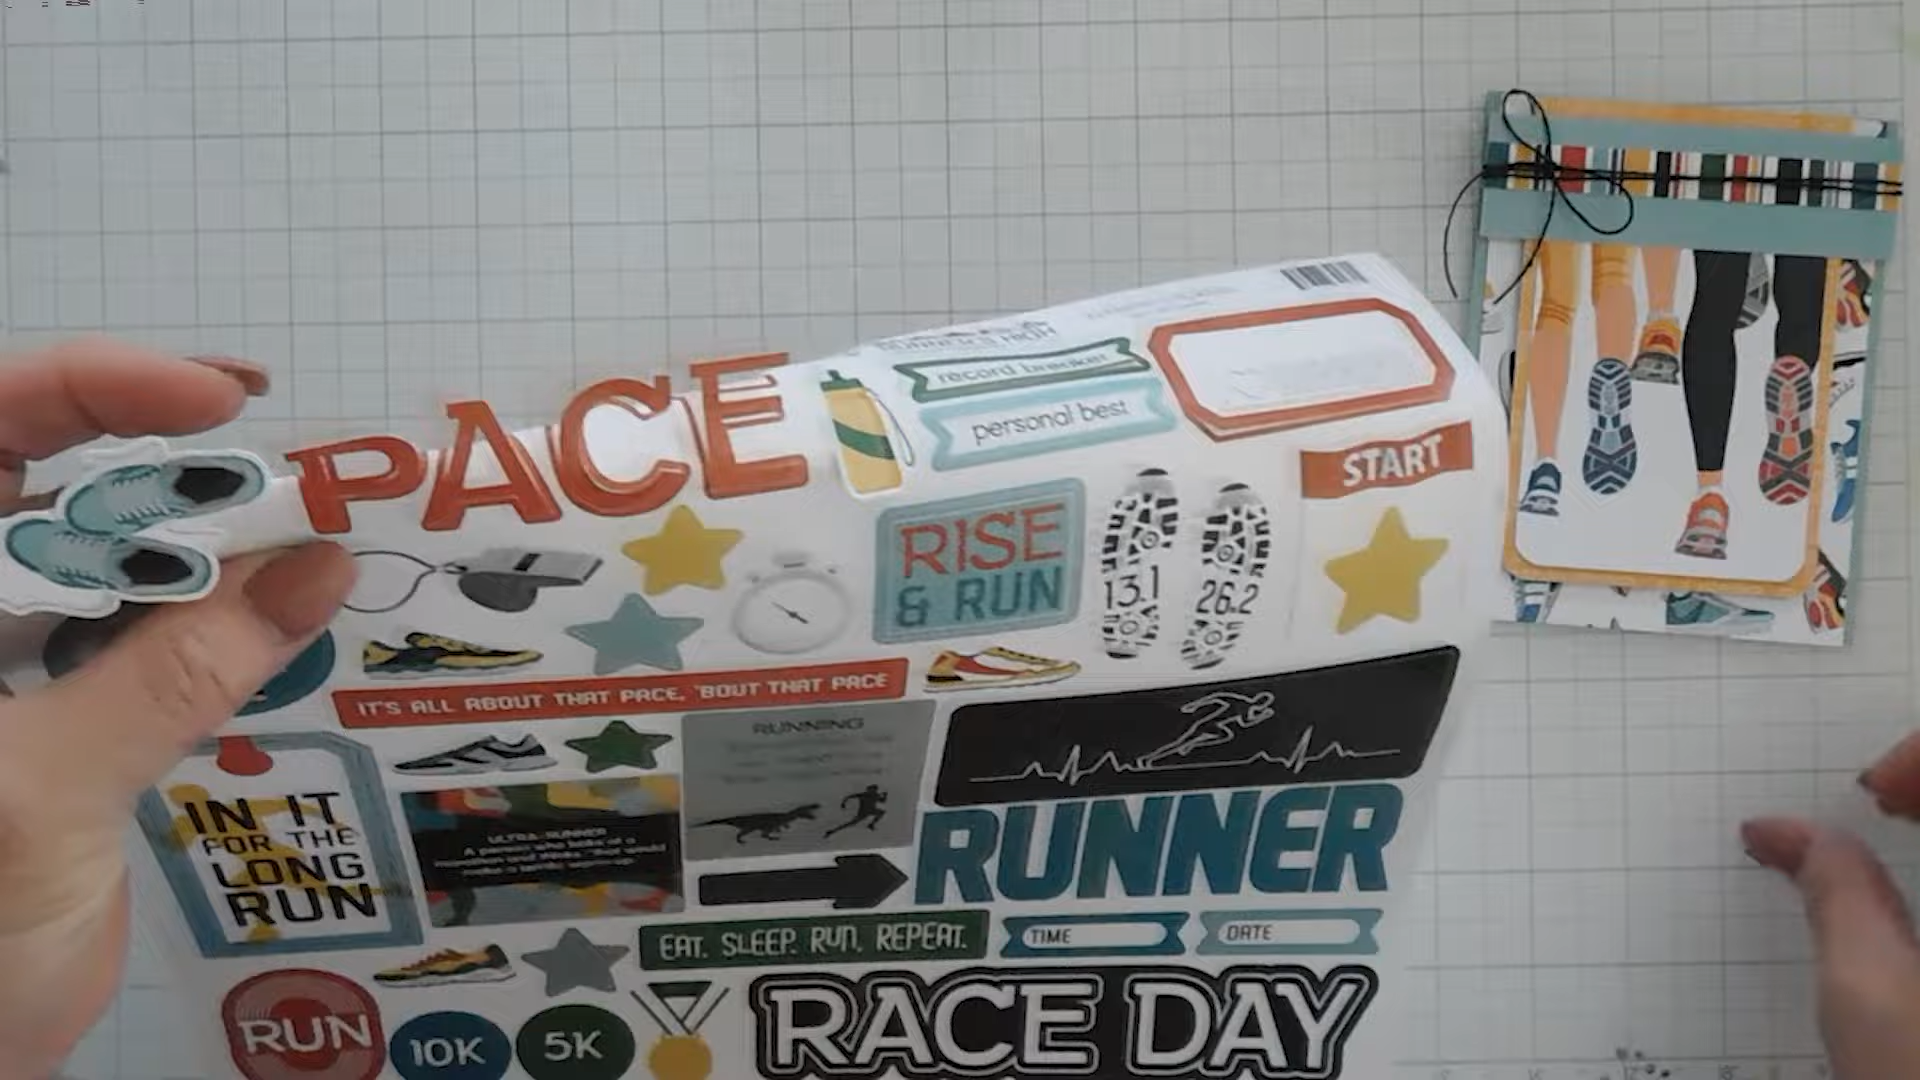 PACE
record breaker
personal best
START
RISE
& RUN
13.1
26.2
IT'S ALL ABOUT THAT PACE, 'BOUT THAT PACE
RUNNING
IN IT
FOR THE
LONG
RUN
ULTRA-RUNNER
RUNNER
EAT. SLEEP. RUN. REPEAT.
TIME
DATE
RUN
10K
5K
RACE DAY